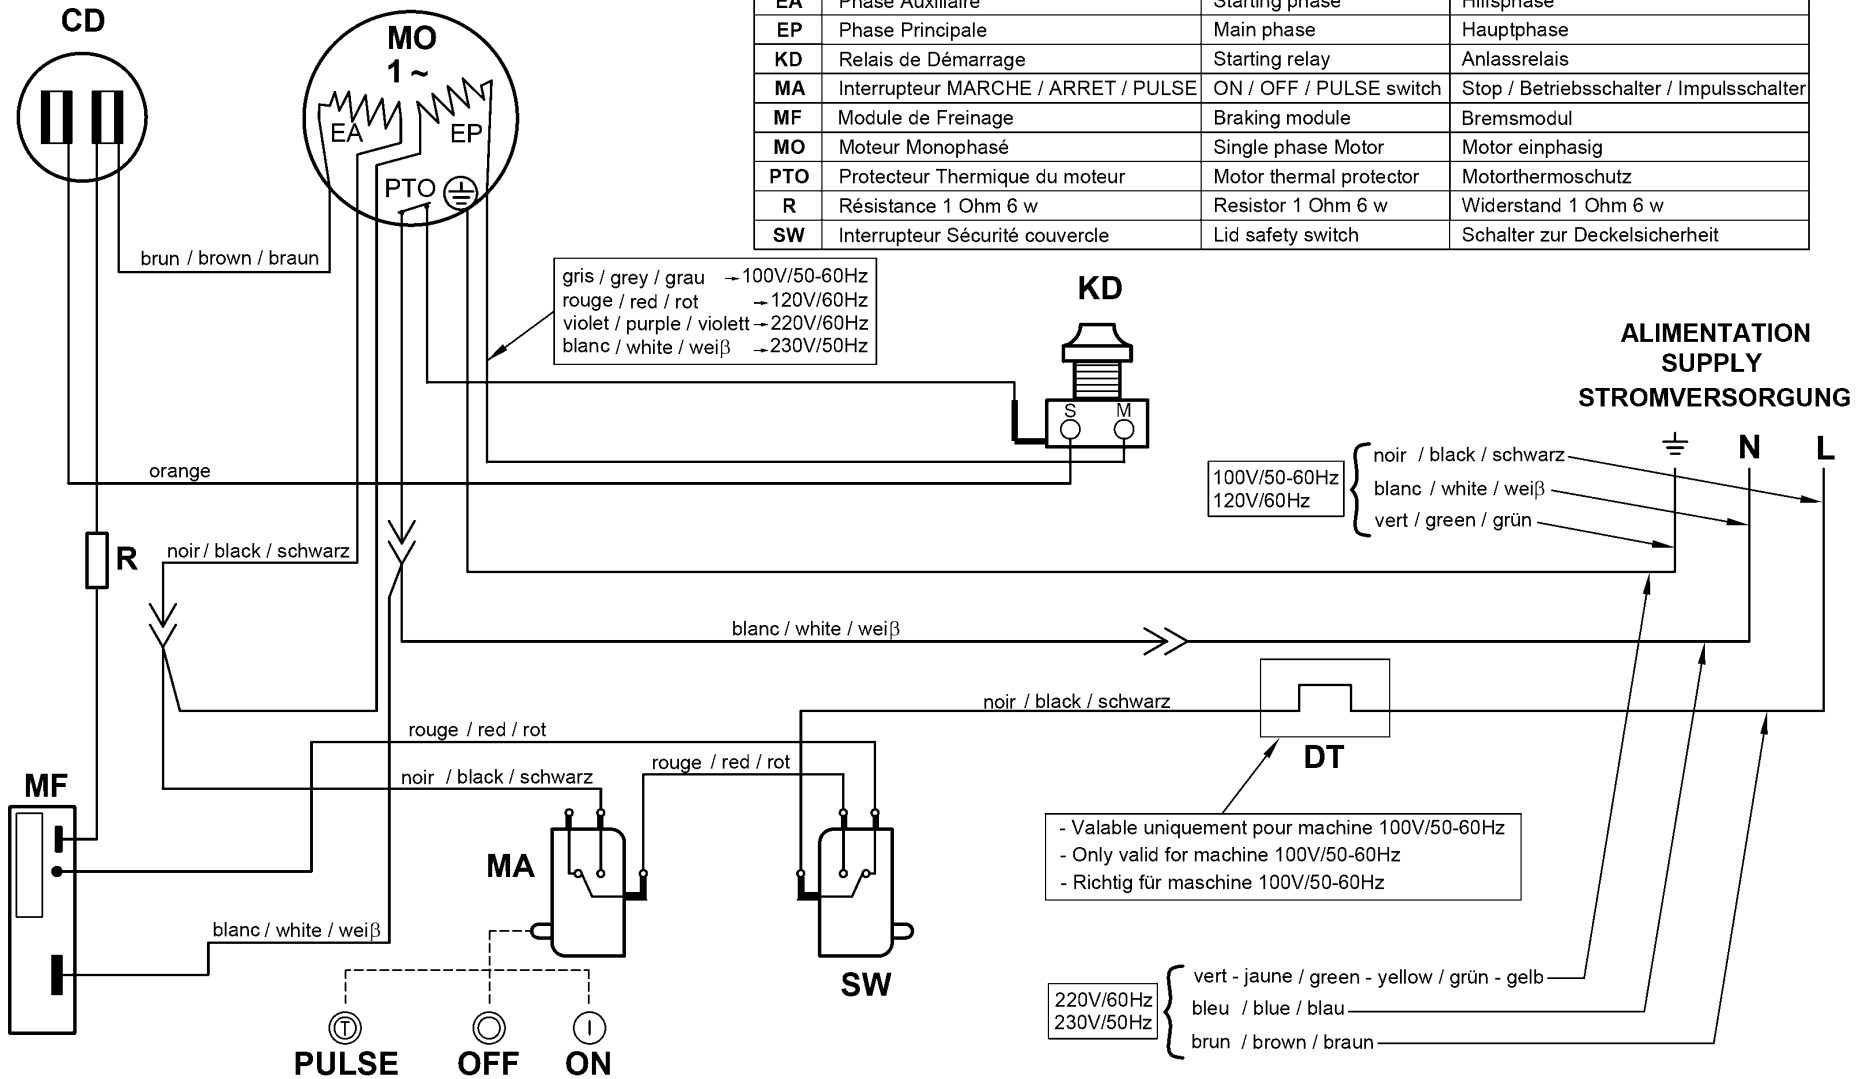 EA Phase Auxiliaire Starting phase Hilfsphase
EP Phase Principale Main phase Hauptphase
KD Relais de Démarrage Starting relay Anlassrelais
MA Interrupteur MARCHE / ARRET / PULSE ON / OFF / PULSE switch Stop / Betriebsschalter / Impulsschalter
MF Module de Freinage Braking module Bremsmodul
MO Moteur Monophasé Single phase Motor Motor einphasig
PTO Protecteur Thermique du moteur Motor thermal protector Motorthermoschutz
R Résistance 1 Ohm 6 w Resistor 1 Ohm 6 w Widerstand 1 Ohm 6 w
SW Interrupteur Sécurité couvercle Lid safety switch Schalter zur Deckelsicherheit
CD
MO
1 ~
EA
EP
PTO
brun / brown / braun
gris / grey / grau → 100V/50-60Hz
rouge / red / rot → 120V/60Hz
violet / purple / violett → 220V/60Hz
blanc / white / weiβ → 230V/50Hz
KD
S M
ALIMENTATION
SUPPLY
STROMVERSORGUNG
N L
orange
100V/50-60Hz
120V/60Hz
noir / black / schwarz
blanc / white / weiβ
vert / green / grün
R
noir / black / schwarz
blanc / white / weiβ
noir / black / schwarz
DT
rouge / red / rot
rouge / red / rot
noir / black / schwarz
MF
MA
- Valable uniquement pour machine 100V/50-60Hz
- Only valid for machine 100V/50-60Hz
- Richtig für maschine 100V/50-60Hz
blanc / white / weiβ
SW
220V/60Hz
230V/50Hz
vert - jaune / green - yellow / grün - gelb
bleu / blue / blau
brun / brown / braun
T
I
PULSE OFF ON